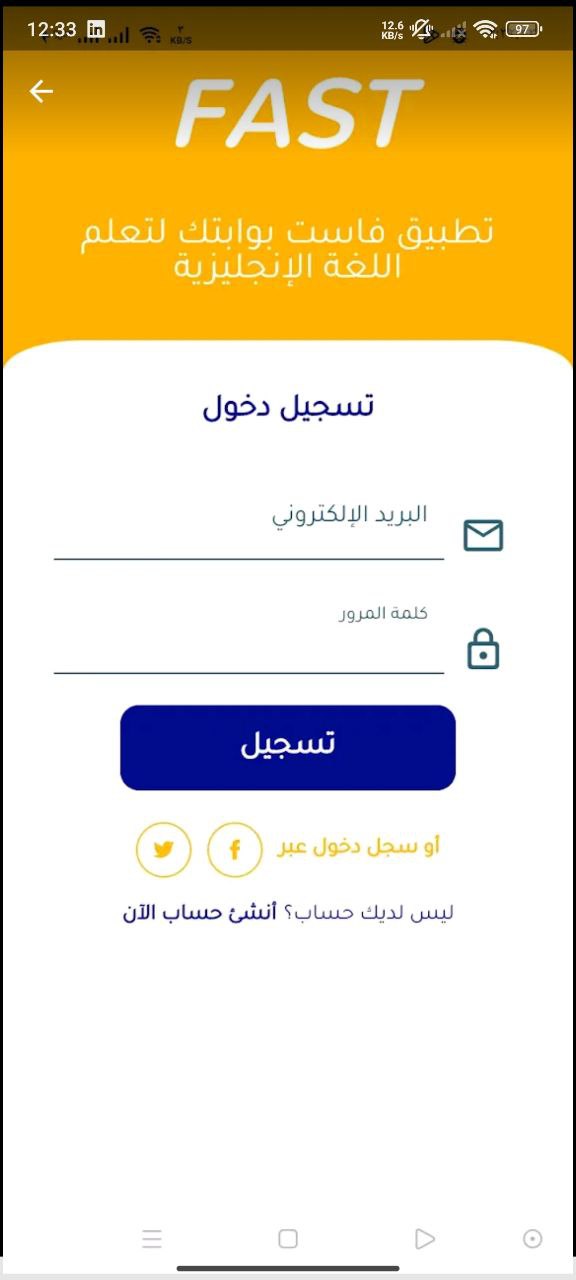 12:33
12.6
KB/s
97
٢
KB/S
FAST
تطبيق فاست بوابتك لتعلم
اللغة الإنجليزية
تسجيل دخول
البريد الإلكتروني
كلمة المرور
تسجيل
أو سجل دخول عبر
ليس لديك حساب؟ أنشئ حساب الآن